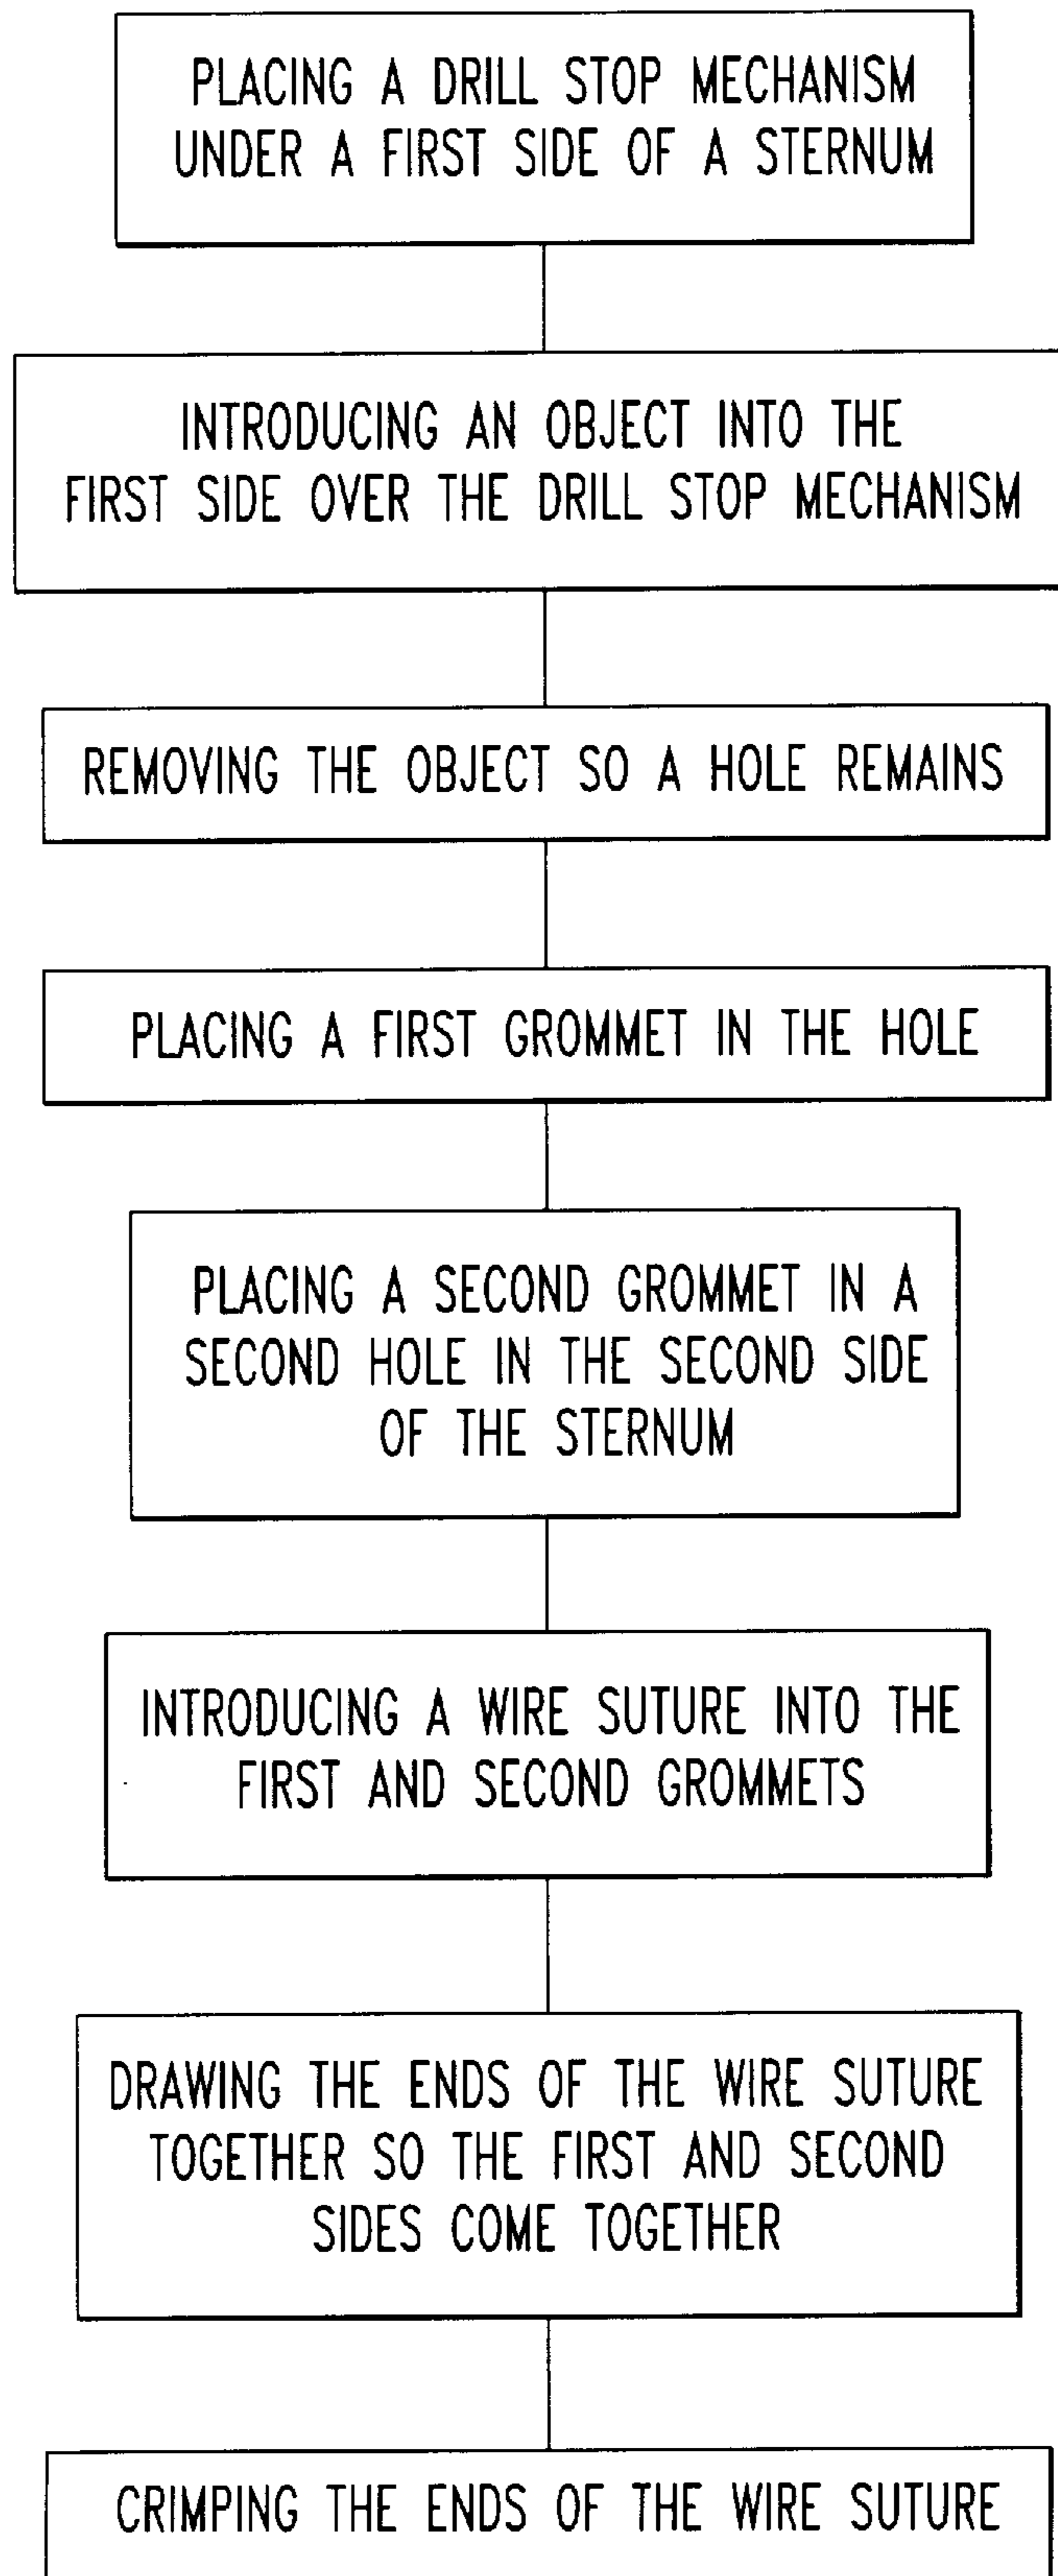 PLACING A DRILL STOP MECHANISM
UNDER A FIRST SIDE OF A STERNUM
INTRODUCING AN OBJECT INTO THE
FIRST SIDE OVER THE DRILL STOP MECHANISM
REMOVING THE OBJECT SO A HOLE REMAINS
PLACING A FIRST GROMMET IN THE HOLE
PLACING A SECOND GROMMET IN A
SECOND HOLE IN THE SECOND SIDE
OF THE STERNUM
INTRODUCING A WIRE SUTURE INTO THE
FIRST AND SECOND GROMMETS
DRAWING THE ENDS OF THE WIRE SUTURE
TOGETHER SO THE FIRST AND SECOND
SIDES COME TOGETHER
CRIMPING THE ENDS OF THE WIRE SUTURE